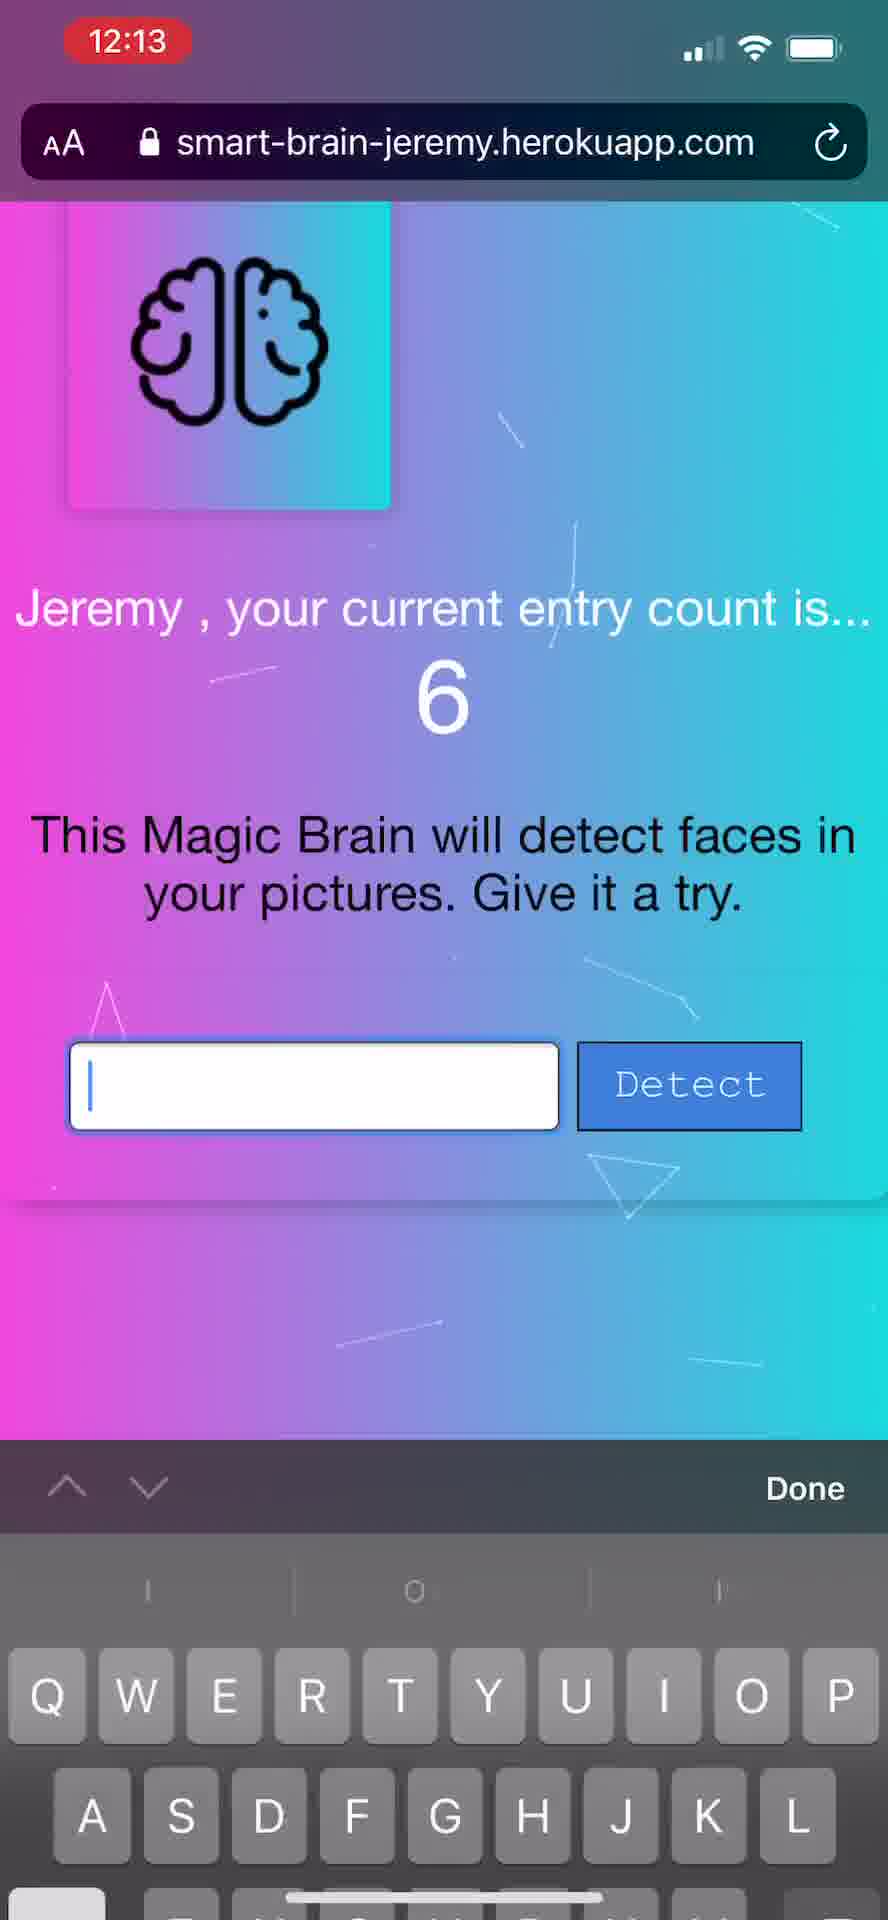 12:13
AA smart-brain-jeremy.herokuapp.com
Jeremy , your current entry count is...
6
This Magic Brain will detect faces in
your pictures. Give it a try.
Detect
Done
Q W E R T Y U I O P
A S D F G H J K L